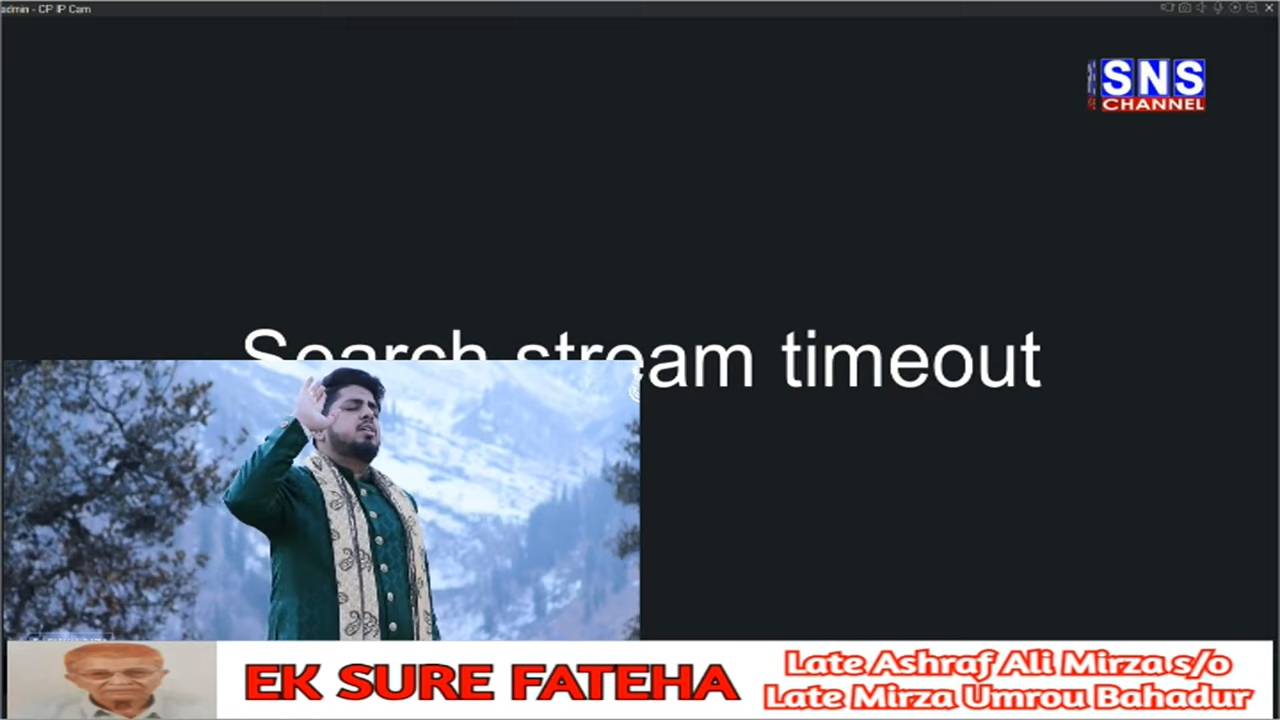 admin - CP IP Cam
SNS
CHANNEL
Search stream timeout
EK SURE FATEHA
Late Ashraf Ali Mirza s/o
Late Mirza Umrou Bahadur